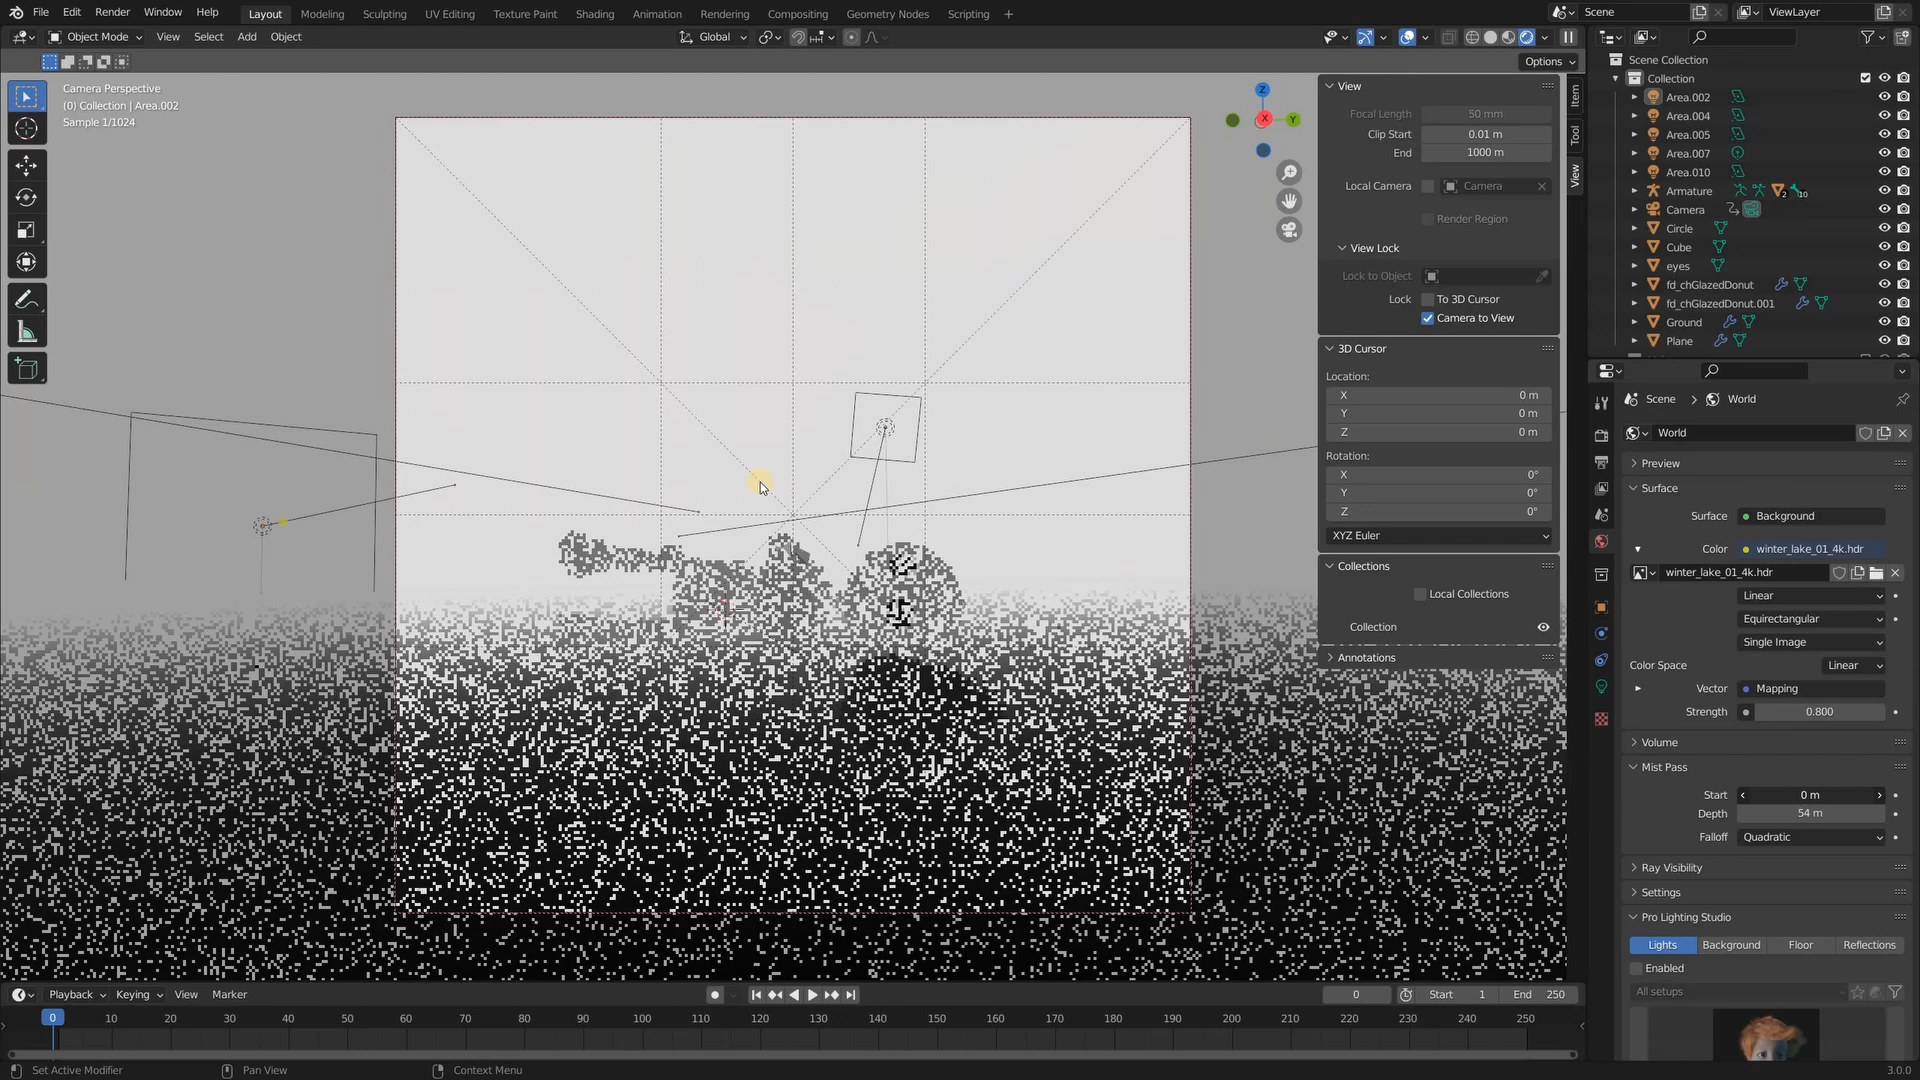 File Edit Render Window Help Layout Modeling Sculpting UV Editing Texture Paint Shading Animation Rendering Compositing Geometry Nodes Scripting + Scene ViewLayer
Object Mode View Select Add Object Global
Options
Camera Perspective
(0) Collection | Area.002
Sample 1/1024
Z
X
Y
View
Focal Length 50 mm
Clip Start 0.01 m
End 1000 m
Local Camera Camera
Render Region
View Lock
Lock to Object
Lock To 3D Cursor
Camera to View
3D Cursor
Location:
X 0 m
Y 0 m
Z 0 m
Rotation:
X 0°
Y 0°
Z 0°
XYZ Euler
Collections
Local Collections
Collection
Annotations
Item
Tool
View
Scene Collection
Collection
Area.002
Area.004
Area.005
Area.007
Area.010
Armature 2 10
Camera
Circle
Cube
eyes
fd_chGlazedDonut
fd_chGlazedDonut.001
Ground
Plane
Scene > World
World
Preview
Surface
Surface Background
Color winter_lake_01_4k.hdr
winter_lake_01_4k.hdr
Linear
Equirectangular
Single Image
Color Space Linear
Vector Mapping
Strength 0.800
Volume
Mist Pass
Start 0 m
Depth 54 m
Falloff Quadratic
Ray Visibility
Settings
Pro Lighting Studio
Lights Background Floor Reflections
Enabled
All setups
Playback Keying View Marker 0 Start 1 End 250
0 10 20 30 40 50 60 70 80 90 100 110 120 130 140 150 160 170 180 190 200 210 220 230 240 250
Set Active Modifier Pan View Context Menu 3.0.0